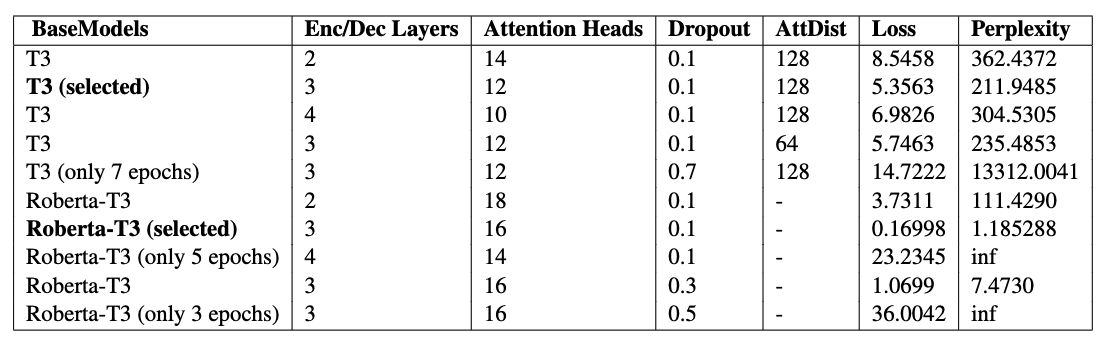 BaseModels Enc/Dec Layers Attention Heads Dropout AttDist Loss Perplexity
T3 2 14 0.1 128 8.5458 362.4372
T3 (selected) 3 12 0.1 128 5.3563 211.9485
T3 4 10 0.1 128 6.9826 304.5305
T3 3 12 0.1 64 5.7463 235.4853
T3 (only 7 epochs) 3 12 0.7 128 14.7222 13312.0041
Roberta-T3 2 18 0.1 - 3.7311 111.4290
Roberta-T3 (selected) 3 16 0.1 - 0.16998 1.185288
Roberta-T3 (only 5 epochs) 4 14 0.1 - 23.2345 inf
Roberta-T3 3 16 0.3 - 1.0699 7.4730
Roberta-T3 (only 3 epochs) 3 16 0.5 - 36.0042 inf